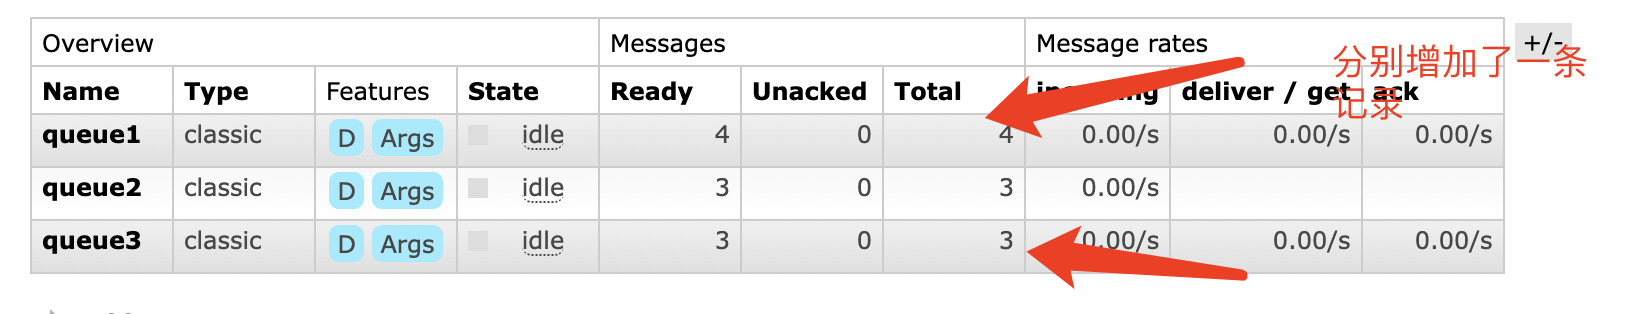 Overview Messages Message rates +/-
分别增加了一条
记录
Name Type Features State Ready Unacked Total incoming deliver / get ack
queue1 classic D Args idle 4 0 4 0.00/s 0.00/s 0.00/s
queue2 classic D Args idle 3 0 3 0.00/s
queue3 classic D Args idle 3 0 3 0.00/s 0.00/s 0.00/s